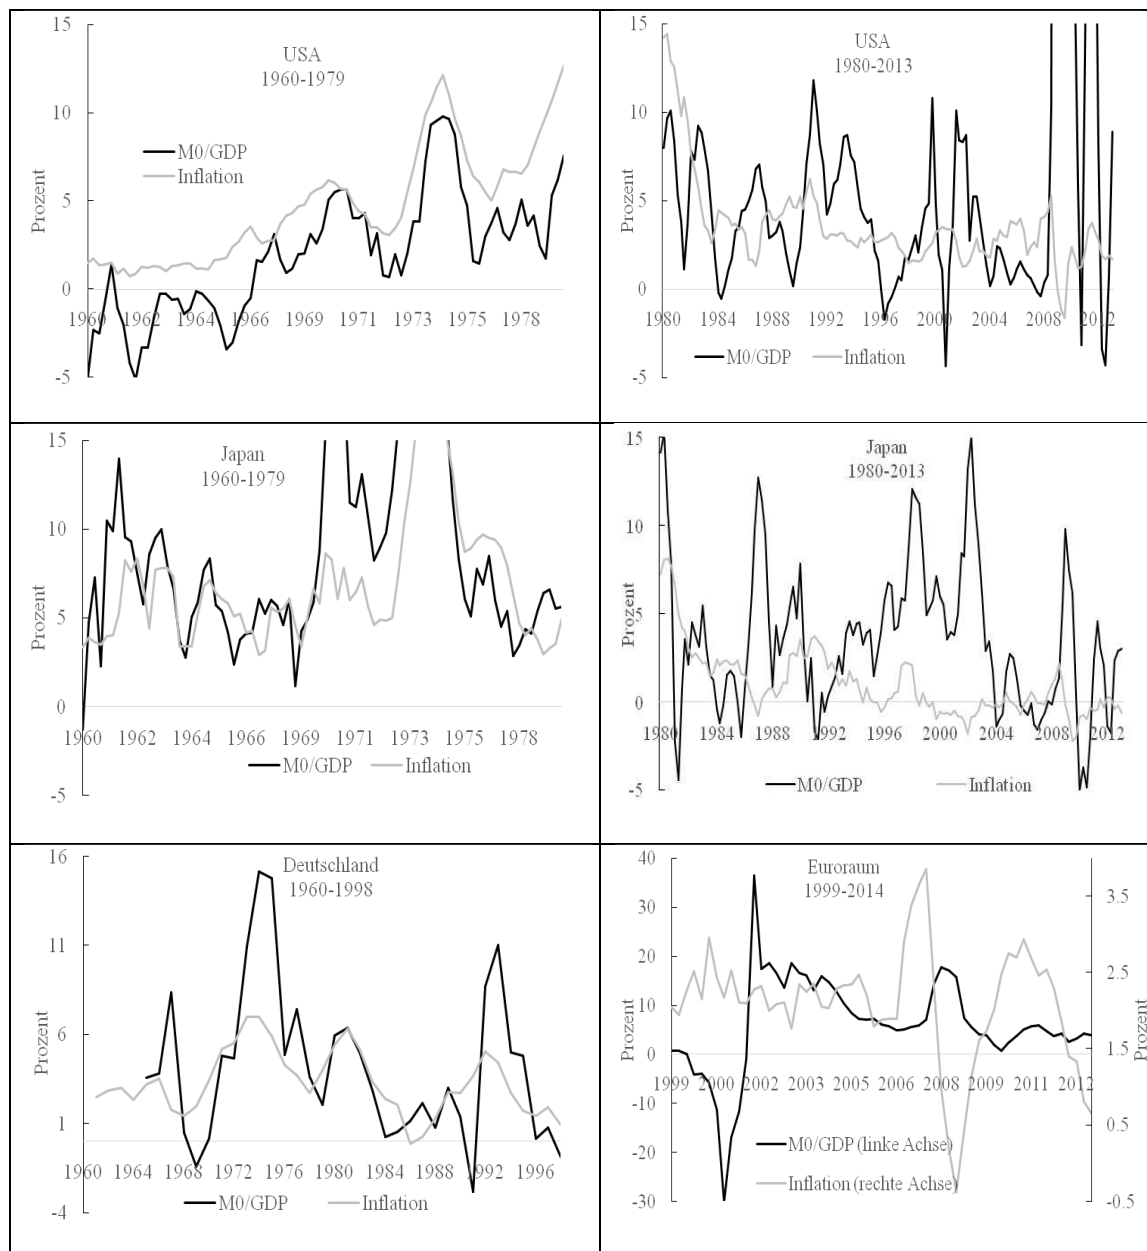 USA
1960-1979
15
10
5
0
-5
Prozent
M0/GDP
Inflation
1960 1962 1964 1966 1969 1971 1973 1975 1978
USA
1980-2013
15
10
5
0
-5
Prozent
1980 1984 1988 1992 1996 2000 2004 2008 2012
M0/GDP Inflation
Japan
1960-1979
15
10
5
0
-5
Prozent
1960 1962 1964 1966 1969 1971 1973 1975 1978
M0/GDP Inflation
Japan
1980-2013
15
10
5
0
-5
Prozent
1980 1984 1988 1992 1996 2000 2004 2008 2012
M0/GDP Inflation
Deutschland
1960-1998
16
11
6
1
-4
Prozent
1960 1964 1968 1972 1976 1980 1984 1988 1992 1996
M0/GDP Inflation
Euroraum
1999-2014
40
30
20
10
0
-10
-20
-30
Prozent
3.5
2.5
1.5
0.5
-0.5
Prozent
1999 2000 2002 2003 2005 2006 2008 2009 2011 2012
M0/GDP (linke Achse)
Inflation (rechte Achse)